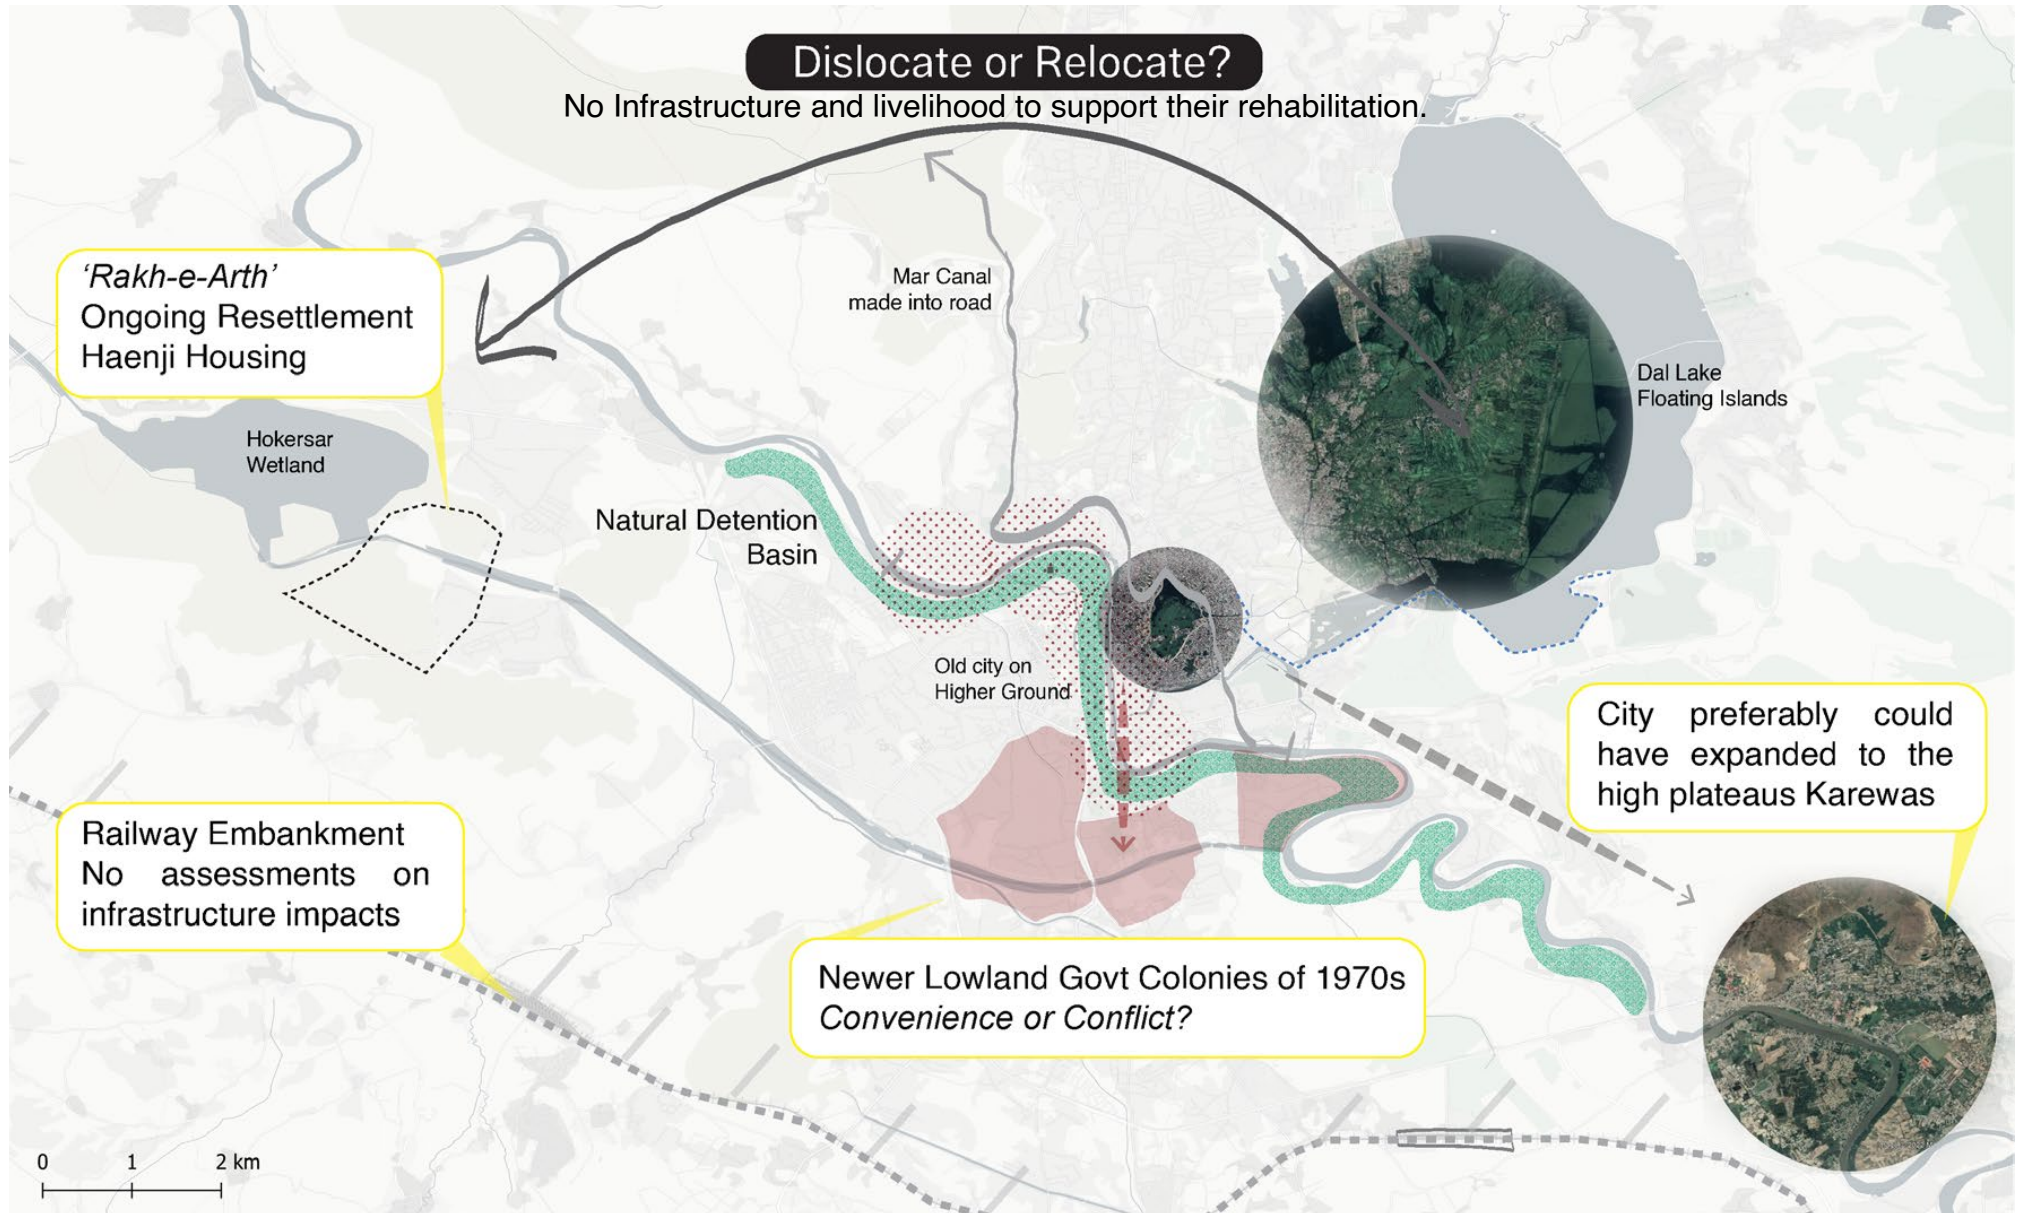 Dislocate or Relocate?
No Infrastructure and livelihood to support their rehabilitation.
'Rakh-e-Arth'
Ongoing Resettlement
Haenji Housing
Mar Canal
made into road
Dal Lake
Floating Islands
Hokersar
Wetland
Natural Detention
Basin
Old city on
Higher Ground
City preferably could
have expanded to the
high plateaus Karewas
Railway Embankment
No assessments on
infrastructure impacts
Newer Lowland Govt Colonies of 1970s
Convenience or Conflict?
0 1 2 km